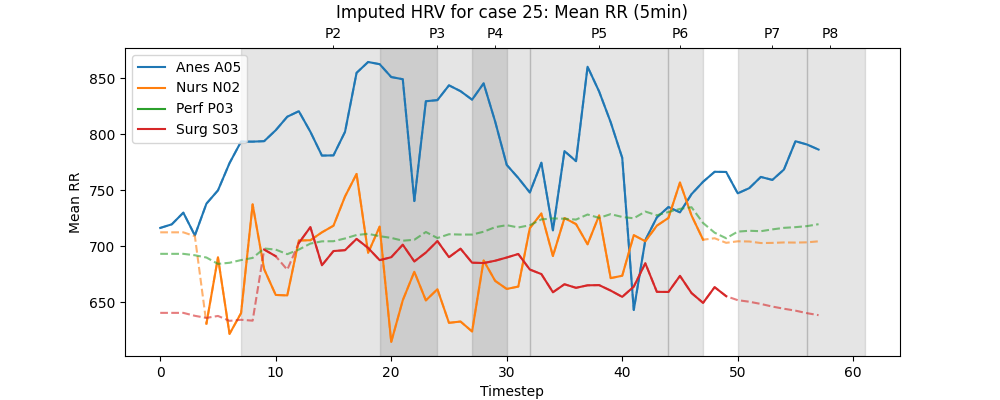 Imputed HRV for case 25: Mean RR (5min)
P2 P3 P4 P5 P6 P7 P8
Anes A05
Nurs N02
Perf P03
Surg S03
850
800
750
700
650
Mean RR
0 10 20 30 40 50 60
Timestep